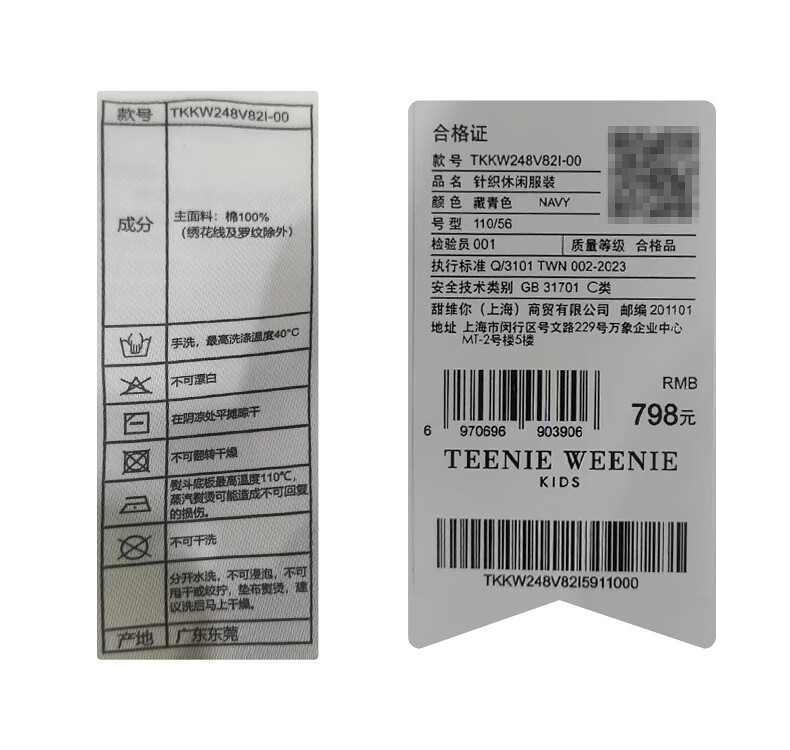 款号 TKKW248V82I-00
成分 主面料：棉100%
（绣花线及罗纹除外）
手洗，最高洗涤温度40°C
不可漂白
在阴凉处平摊晾干
不可翻转干燥
熨斗底板最高温度110℃，
蒸汽熨烫可能造成不可回复
的损伤。
不可干洗
分开水洗，不可浸泡，不可
甩干或绞拧，垫布熨烫，建
议洗后马上干燥。
产地 广东东莞
合格证
款号 TKKW248V82I-00
品名 针织休闲服装
颜色 藏青色 NAVY
号型 110/56
检验员 001 质量等级 合格品
执行标准 Q/3101 TWN 002-2023
安全技术类别 GB 31701 C类
甜维你（上海）商贸有限公司 邮编 201101
地址 上海市闵行区号文路229号万象企业中心
MT-2号楼5楼
RMB
798元
6 970696 903906
TEENIE WEENIE
KIDS
TKKW248V82I5911000